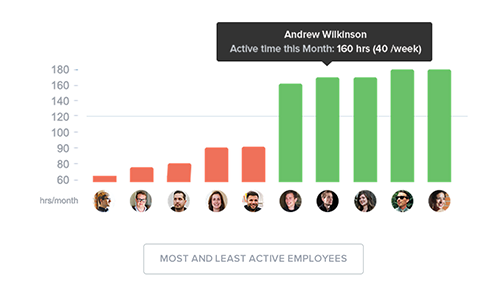 Andrew Wilkinson
Active time this Month: 160 hrs (40 /week)
180
160
140
120
100
90
80
60
hrs/month
MOST AND LEAST ACTIVE EMPLOYEES